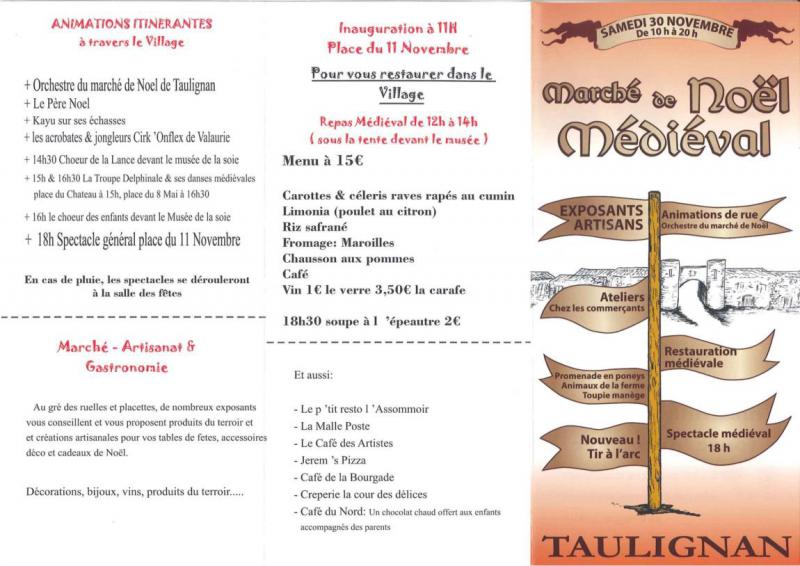 ANIMATIONS ITINERANTES
à travers le Village
+ Orchestre du marché de Noel de Taulignan
+ Le Père Noel
+ Kayu sur ses échasses
+ les acrobates & jongleurs Cirk 'Onflex de Valaurie
+ 14h30 Choeur de la Lance devant le musée de la soie
+ 15h & 16h30 La Troupe Delphinale & ses danses médiévales
place du Chateau à 15h, place du 8 Mai à 16h30
+ 16h le choeur des enfants devant le Musée de la soie
+ 18h Spectacle général place du 11 Novembre
En cas de pluie, les spectacles se dérouleront
à la salle des fêtes
Marché - Artisanat &
Gastronomie
Au gré des ruelles et placettes, de nombreux exposants
vous conseillent et vous proposent produits du terroir et
et créations artisanales pour vos tables de fetes, accessoires
déco et cadeaux de Noël.
Décorations, bijoux, vins, produits du terroir.....
Inauguration à 11H
Place du 11 Novembre
Pour vous restaurer dans le
Village
Repas Médiéval de 12h à 14h
( sous la tente devant le musée )
Menu à 15€
Carottes & céleris raves rapés au cumin
Limonia (poulet au citron)
Riz safrané
Fromage: Maroilles
Chausson aux pommes
Café
Vin 1€ le verre 3,50€ la carafe
18h30 soupe à l 'épeautre 2€
Et aussi:
- Le p 'tit resto l 'Assommoir
- La Malle Poste
- Le Café des Artistes
- Jerem 's Pizza
- Café de la Bourgade
- Creperie la cour des délices
- Café du Nord: Un chocolat chaud offert aux enfants
accompagnés des parents
SAMEDI 30 NOVEMBRE
De 10 h à 20 h
Marché de Noël
Médiéval
EXPOSANTS
ARTISANS
Animations de rue
Orchestre du marché de Noël
Ateliers
Chez les commerçants
Restauration
médiévale
Promenade en poneys
Animaux de la ferme
Toupie manège
Nouveau !
Tir à l'arc
Spectacle médiéval
18 h
TAULIGNAN